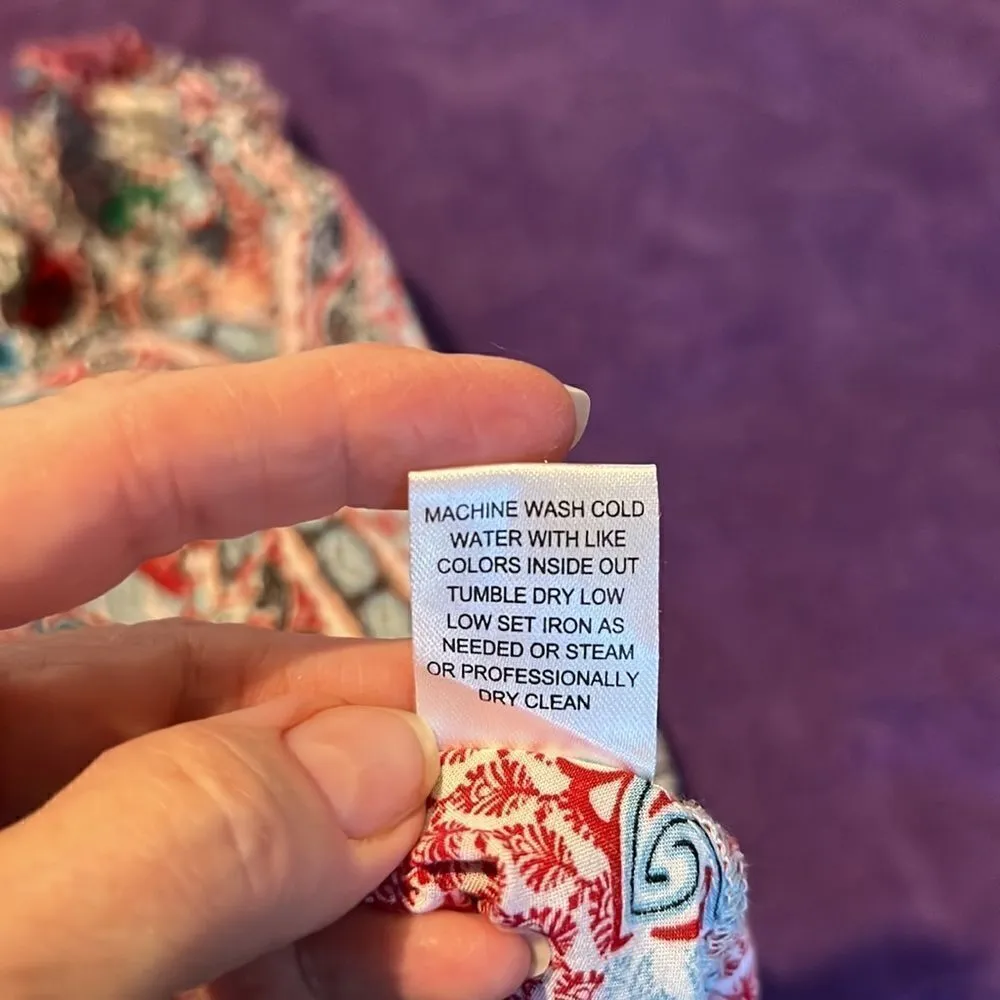 MACHINE WASH COLD
WATER WITH LIKE
COLORS INSIDE OUT
TUMBLE DRY LOW
LOW SET IRON AS
NEEDED OR STEAM
OR PROFESSIONALLY
DRY CLEAN